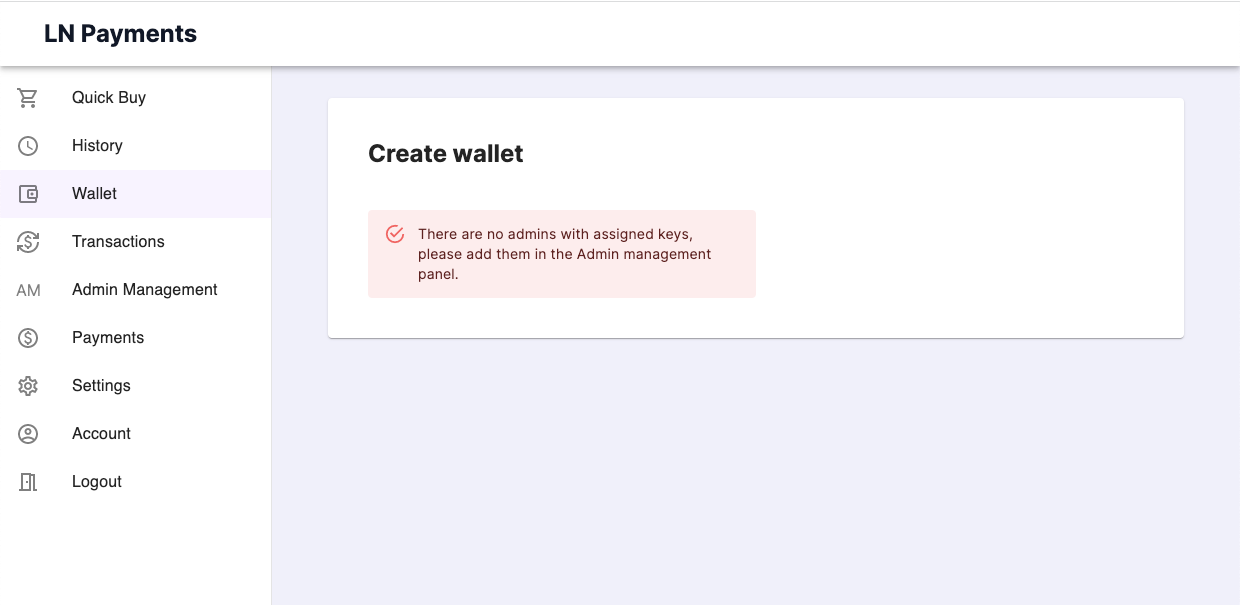 LN Payments
Quick Buy
History
Wallet
Transactions
AM Admin Management
Payments
Settings
Account
Logout
Create wallet
There are no admins with assigned keys,
please add them in the Admin management
panel.